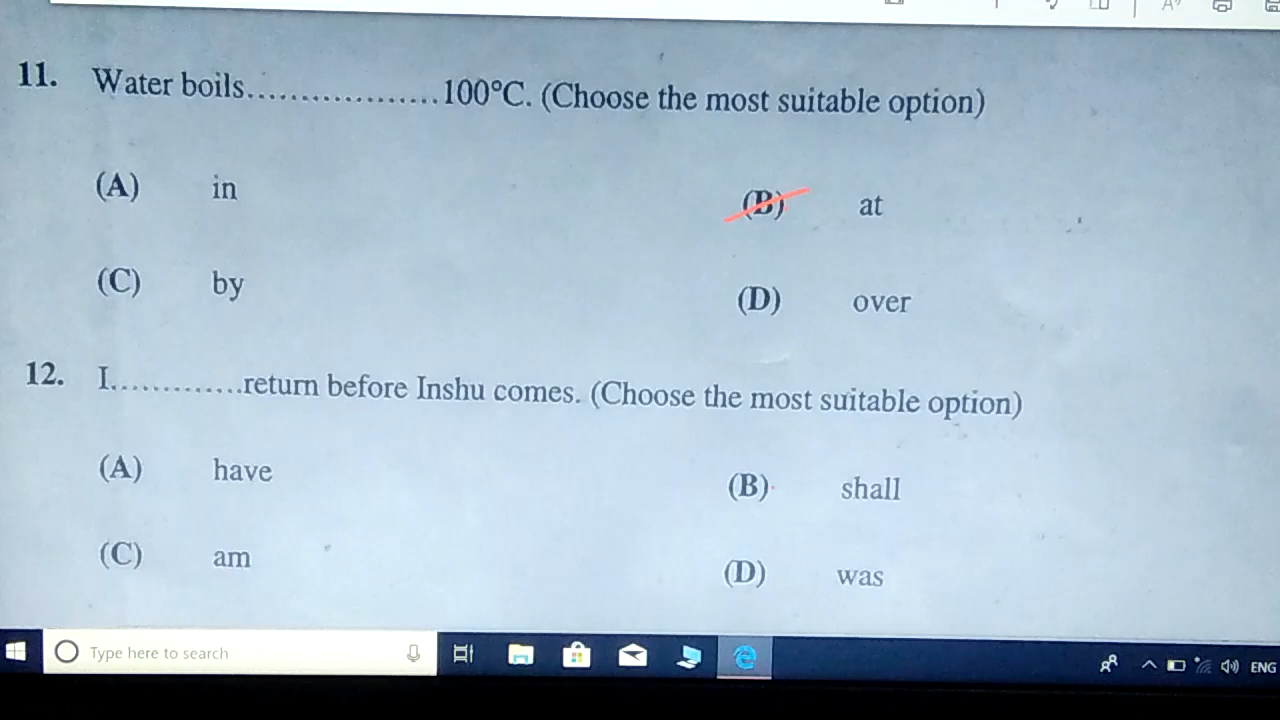 11. Water boils.................. 100°C. (Choose the most suitable option)
(A) in (B) at
(C) by (D) over
12. I.............return before Inshu comes. (Choose the most suitable option)
(A) have (B) shall
(C) am (D) was
Type here to search ENG